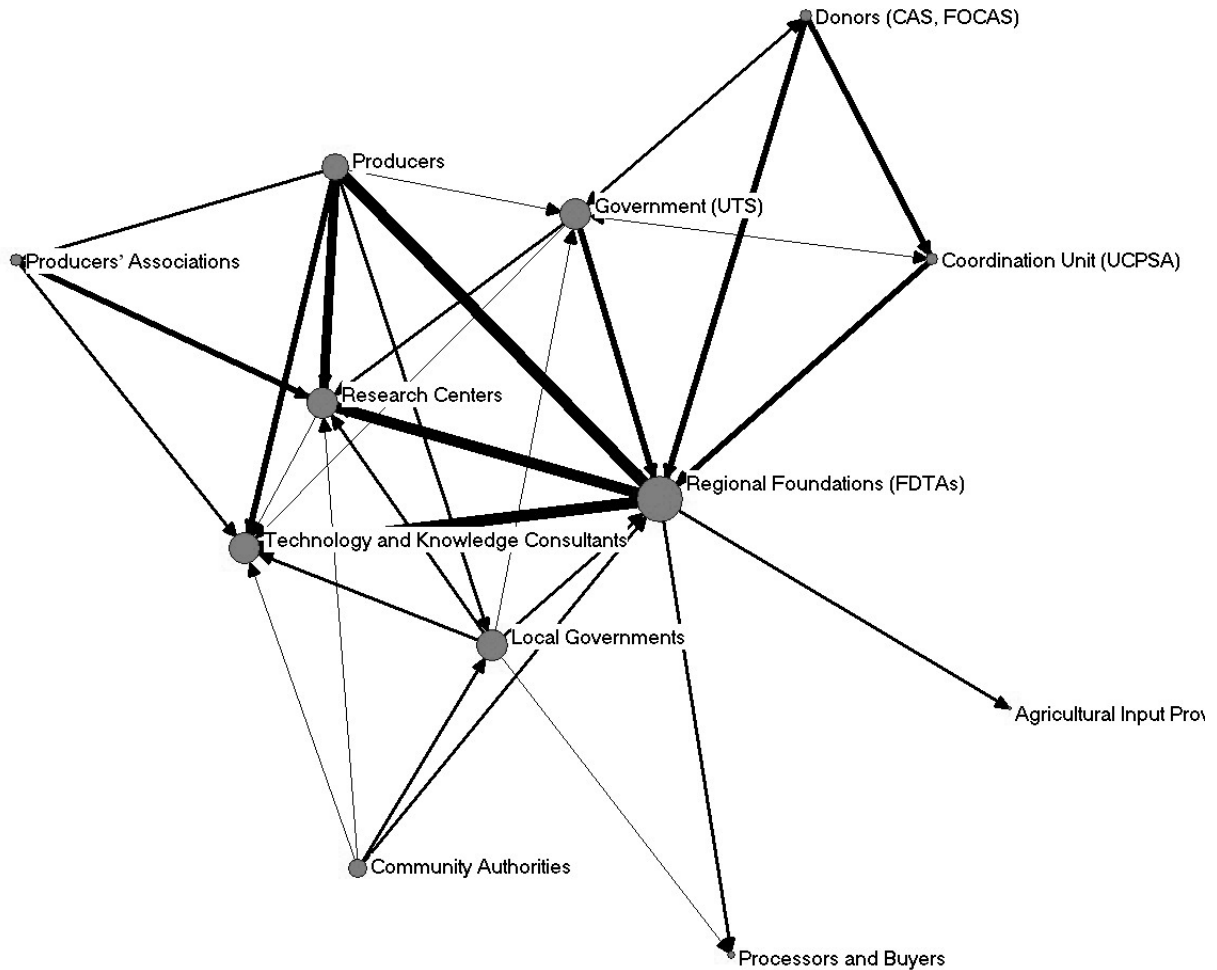 Donors (CAS, FOCAS)
Producers
Government (UTS)
Producers' Associations
Coordination Unit (UCPSA)
Research Centers
Regional Foundations (FDTAs)
Technology and Knowledge Consultants
Local Governments
Agricultural Input Prov
Community Authorities
Processors and Buyers